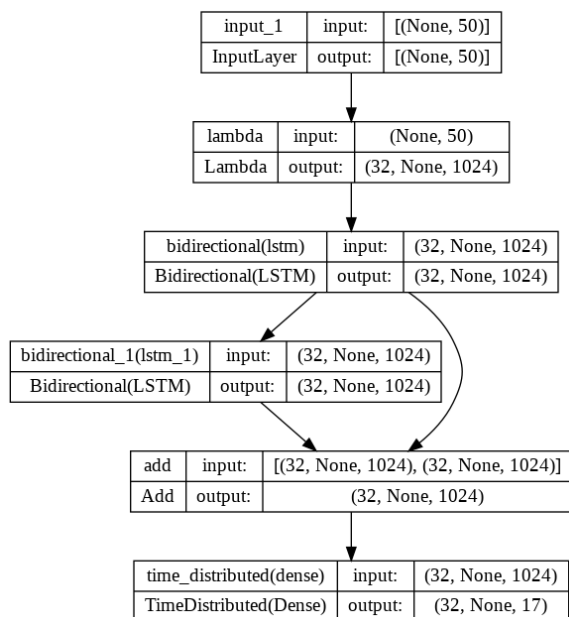 input_1 input: [(None, 50)]
InputLayer output: [(None, 50)]
lambda input: (None, 50)
Lambda output: (32, None, 1024)
bidirectional(lstm) input: (32, None, 1024)
Bidirectional(LSTM) output: (32, None, 1024)
bidirectional_1(lstm_1) input: (32, None, 1024)
Bidirectional(LSTM) output: (32, None, 1024)
add input: [(32, None, 1024), (32, None, 1024)]
Add output: (32, None, 1024)
time_distributed(dense) input: (32, None, 1024)
TimeDistributed(Dense) output: (32, None, 17)